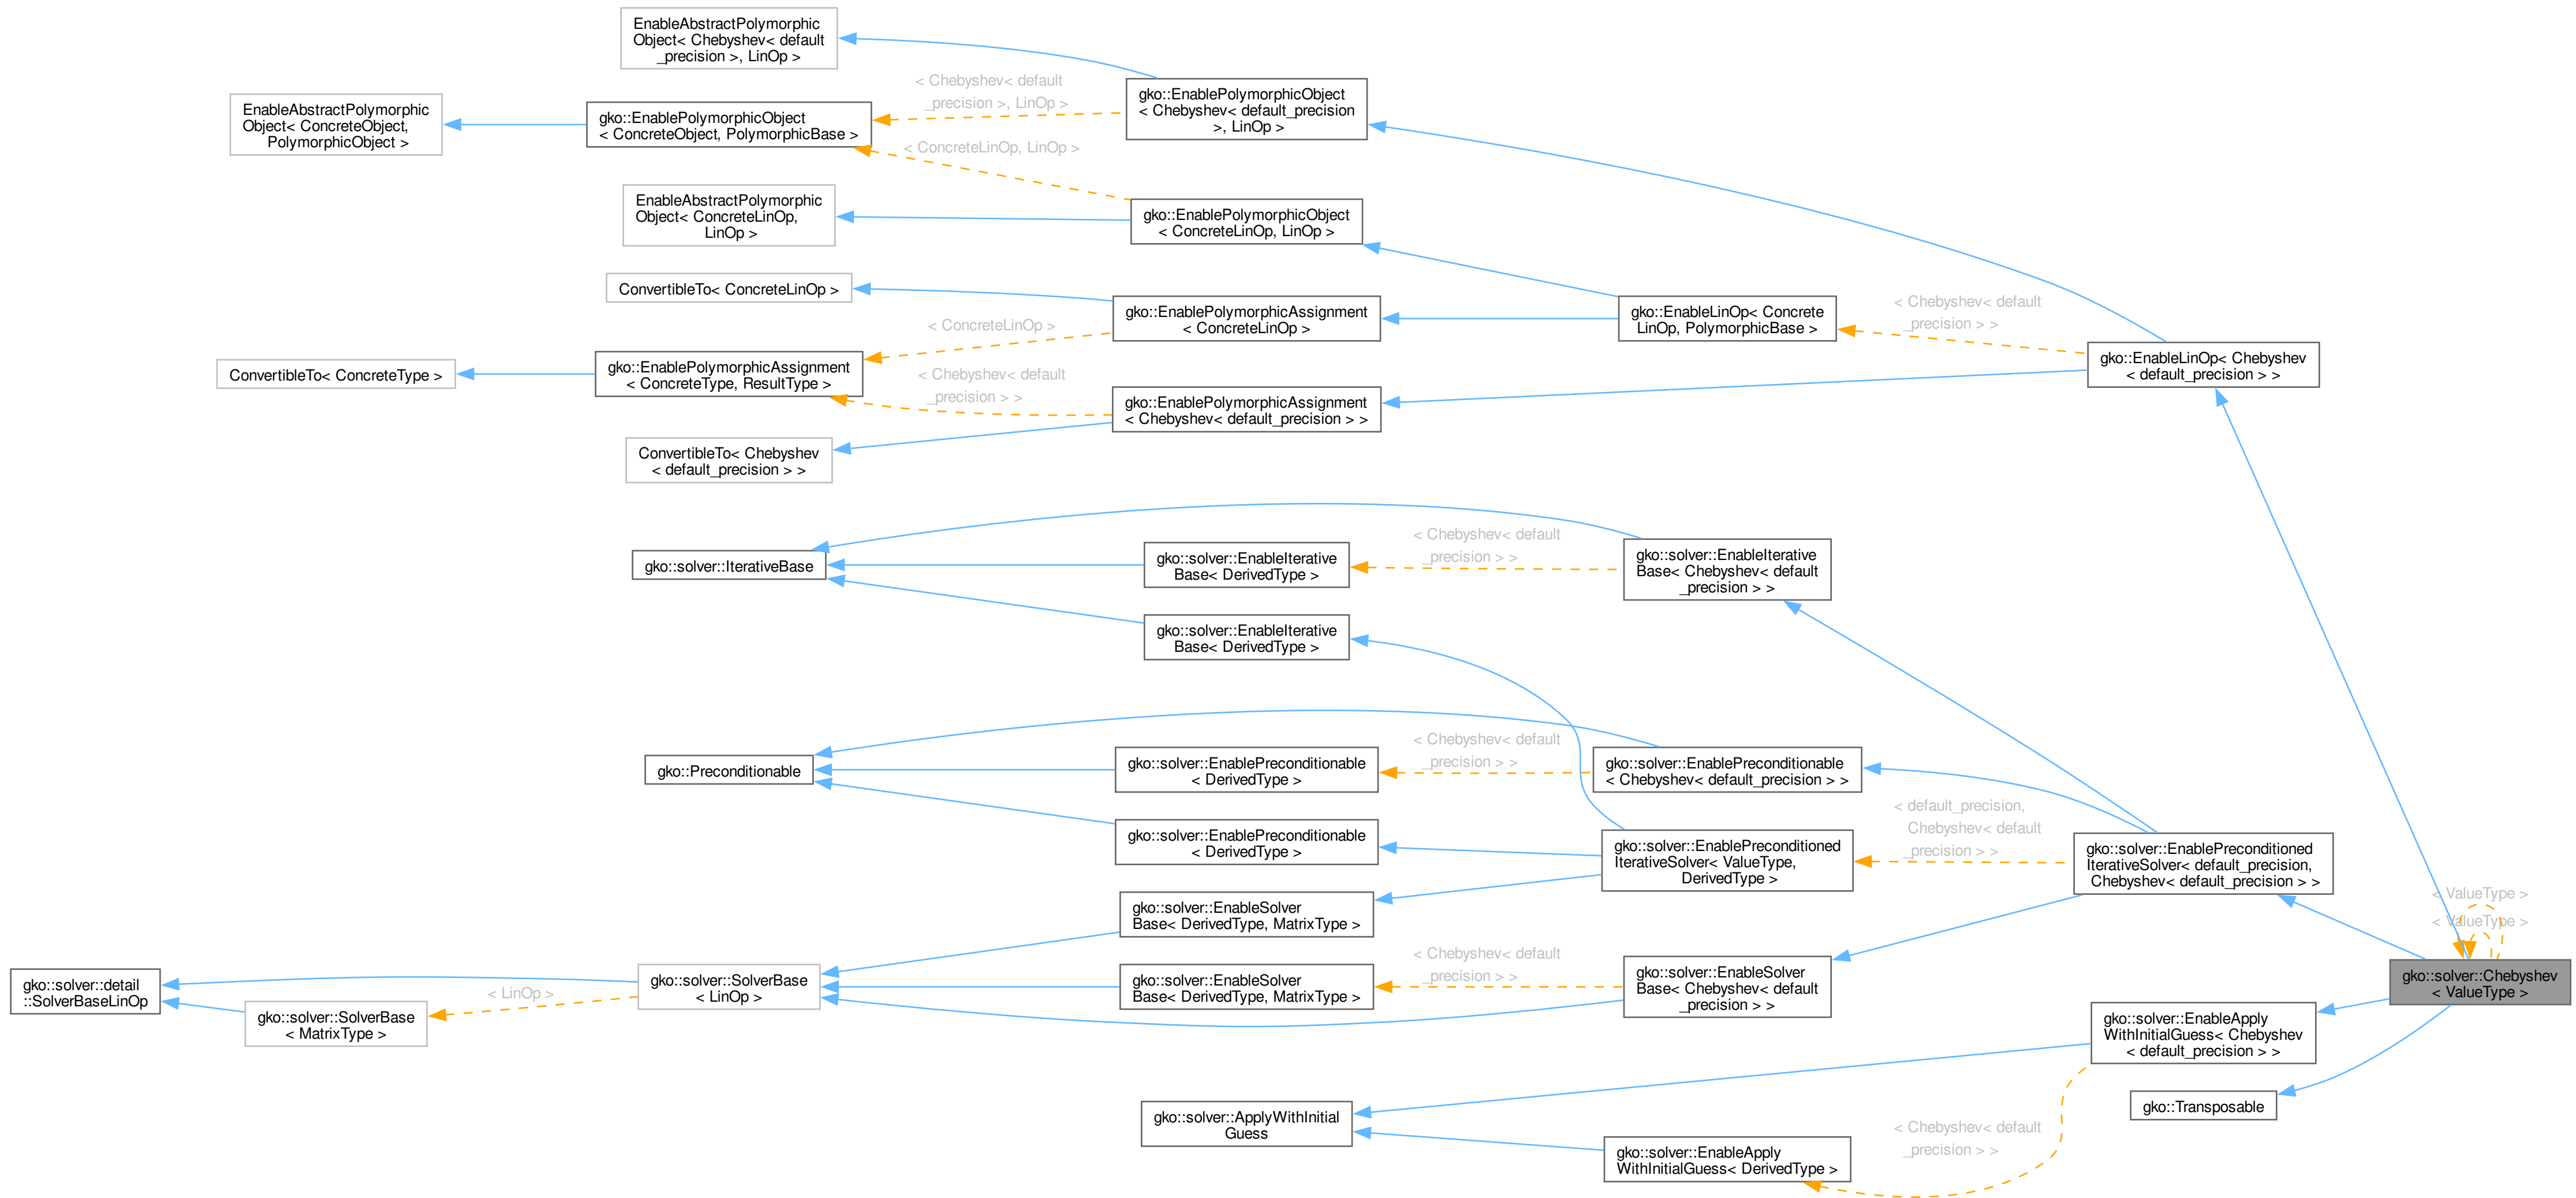 EnableAbstractPolymorphic
Object< Chebyshev< default
_precision >, LinOp >
< Chebyshev< default
_precision >, LinOp >
gko::EnablePolymorphicObject
< Chebyshev< default_precision
>, LinOp >
EnableAbstractPolymorphic
Object< ConcreteObject,
PolymorphicObject >
gko::EnablePolymorphicObject
< ConcreteObject, PolymorphicBase >
< ConcreteLinOp, LinOp >
EnableAbstractPolymorphic
Object< ConcreteLinOp,
LinOp >
gko::EnablePolymorphicObject
< ConcreteLinOp, LinOp >
ConvertibleTo< ConcreteLinOp >
gko::EnablePolymorphicAssignment
< ConcreteLinOp >
gko::EnableLinOp< Concrete
LinOp, PolymorphicBase >
< Chebyshev< default
_precision > >
< ConcreteLinOp >
gko::EnableLinOp< Chebyshev
< default_precision > >
ConvertibleTo< ConcreteType >
gko::EnablePolymorphicAssignment
< ConcreteType, ResultType >
< Chebyshev< default
_precision > >
gko::EnablePolymorphicAssignment
< Chebyshev< default_precision > >
ConvertibleTo< Chebyshev
< default_precision > >
gko::solver::IterativeBase
gko::solver::EnableIterative
Base< DerivedType >
< Chebyshev< default
_precision > >
gko::solver::EnableIterative
Base< Chebyshev< default
_precision > >
gko::solver::EnableIterative
Base< DerivedType >
gko::Preconditionable
gko::solver::EnablePreconditionable
< DerivedType >
< Chebyshev< default
_precision > >
gko::solver::EnablePreconditionable
< Chebyshev< default_precision > >
gko::solver::EnablePreconditionable
< DerivedType >
gko::solver::EnablePreconditioned
IterativeSolver< ValueType,
DerivedType >
< default_precision,
Chebyshev< default
_precision > >
gko::solver::EnablePreconditioned
IterativeSolver< default_precision,
Chebyshev< default_precision > >
gko::solver::EnableSolver
Base< DerivedType, MatrixType >
< ValueType >
< ValueType >
gko::solver::detail
::SolverBaseLinOp
gko::solver::SolverBase
< MatrixType >
< LinOp >
gko::solver::SolverBase
< LinOp >
gko::solver::EnableSolver
Base< DerivedType, MatrixType >
< Chebyshev< default
_precision > >
gko::solver::EnableSolver
Base< Chebyshev< default
_precision > >
gko::solver::Chebyshev
< ValueType >
gko::solver::EnableApply
WithInitialGuess< Chebyshev
< default_precision > >
gko::Transposable
gko::solver::ApplyWithInitial
Guess
gko::solver::EnableApply
WithInitialGuess< DerivedType >
< Chebyshev< default
_precision > >